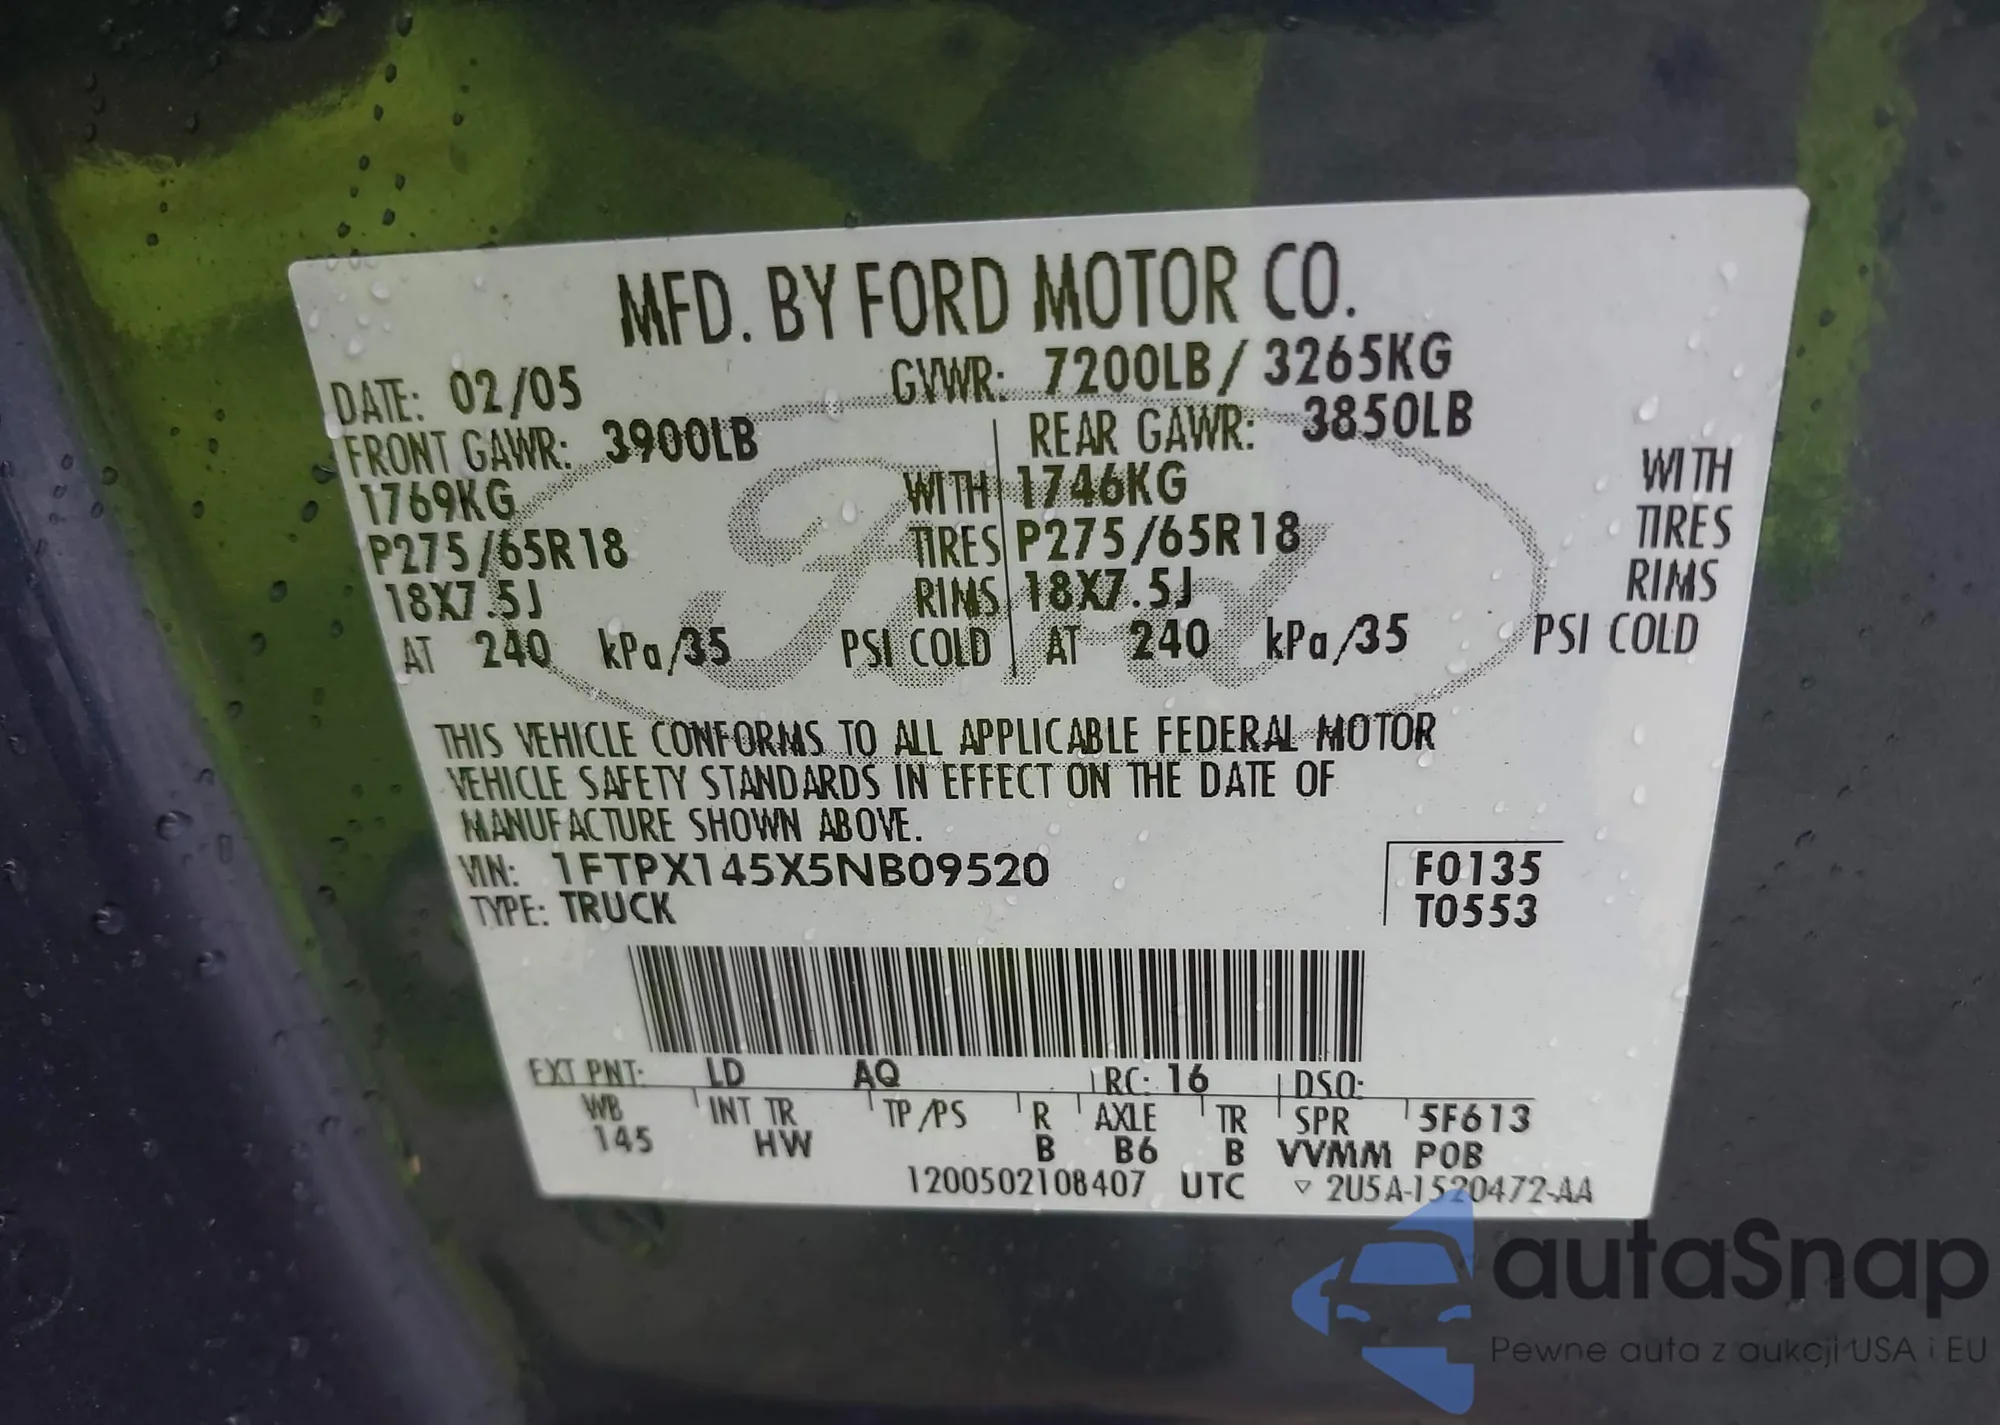 MFD. BY FORD MOTOR CO.
DATE: 02/05 GVWR: 7200LB/ 3265KG
FRONT GAWR: 3900LB REAR GAWR: 3850LB
1769KG WITH 1746KG WITH
P275/65R18 TIRES P275/65R18 TIRES
18X7.5J RIMS 18X7.5J RIMS
AT 240 kPa/35 PSI COLD AT 240 kPa/35 PSI COLD
Ford
THIS VEHICLE CONFORMS TO ALL APPLICABLE FEDERAL MOTOR
VEHICLE SAFETY STANDARDS IN EFFECT ON THE DATE OF
MANUFACTURE SHOWN ABOVE.
VIN: 1FTPX145X5NB09520 F0135
TYPE: TRUCK T0553
EXT PNT: LD AQ RC: 16 DSO:
WB INT TR TP/PS R AXLE TR SPR 5F613
145 HW B B6 B VVMM POB
1200502108407 UTC ▽ 2U5A-1520472-AA
autaSnap
Pewne auta z aukcji USA i EU